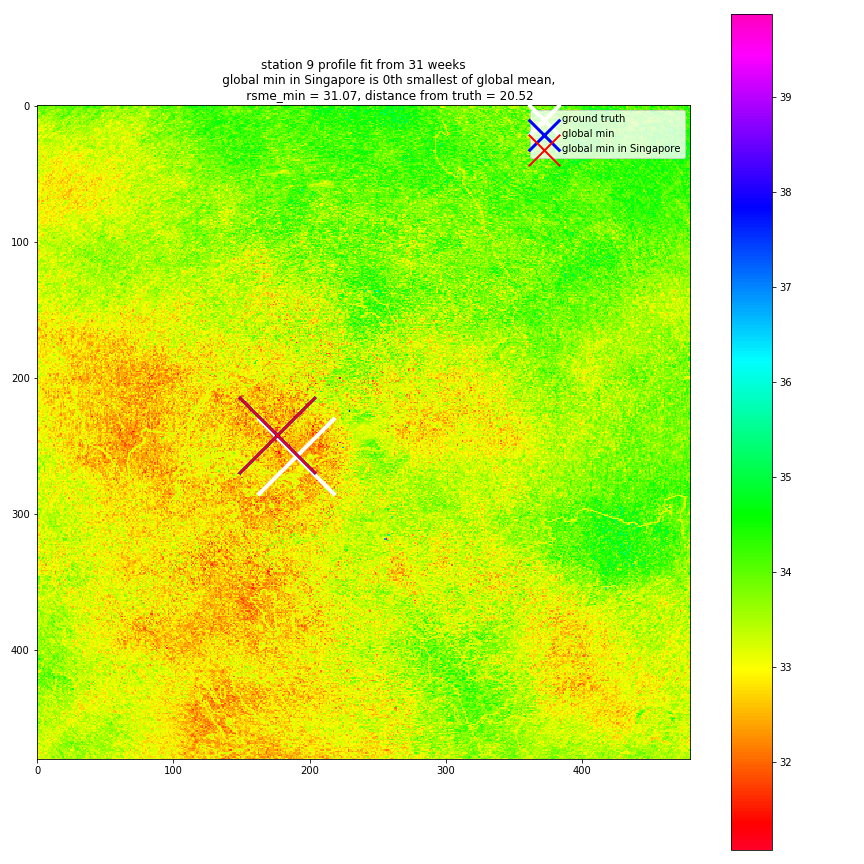 station 9 profile fit from 31 weeks
global min in Singapore is 0th smallest of global mean,
rsme_min = 31.07, distance from truth = 20.52
ground truth
global min
global min in Singapore
0
100
200
300
400
0 100 200 300 400
39
38
37
36
35
34
33
32